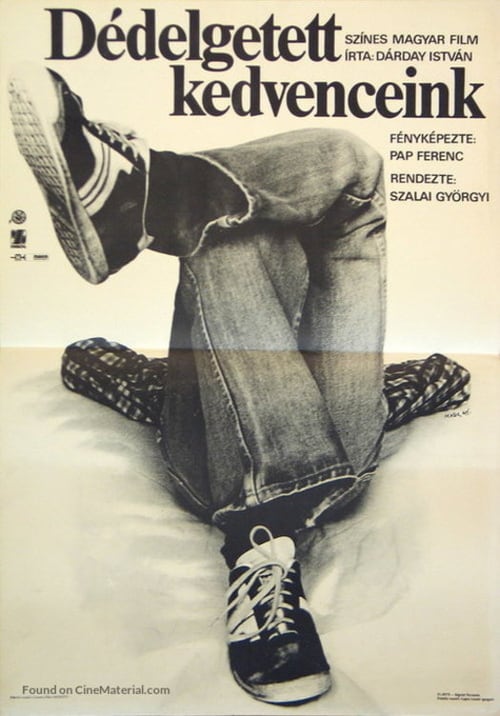 Dédelgetett
kedvenceink
SZÍNES MAGYAR FILM
ÍRTA: DÁRDAY ISTVÁN
FÉNYKÉPEZTE:
PAP FERENC
RENDEZTE:
SZALAI GYÖRGYI
Found on CineMaterial.com